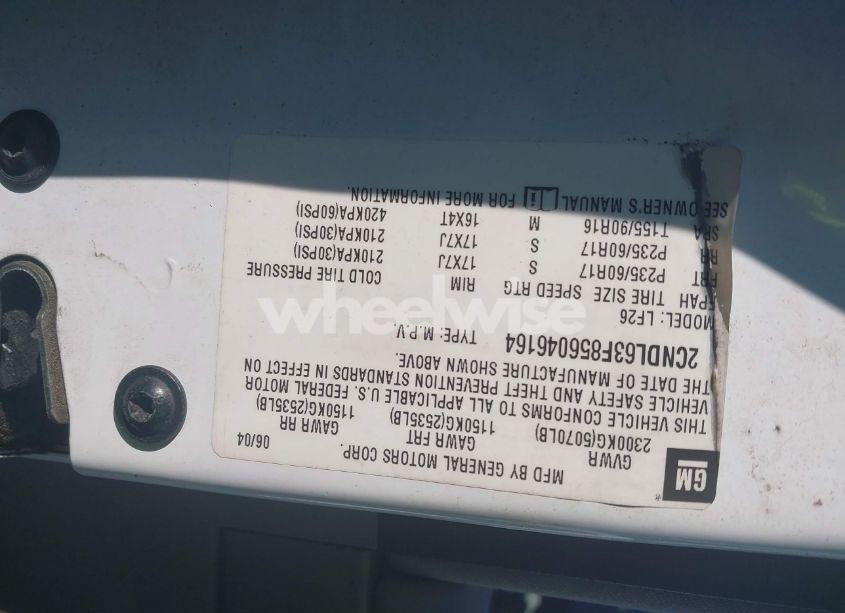 MFD BY GENERAL MOTORS CORP.
GM
06/04
GVWR GAWR FRT GAWR RR
2300KG(5070LB) 1150KG(2535LB) 1150KG(2535LB)
THIS VEHICLE CONFORMS TO ALL APPLICABLE U.S. FEDERAL MOTOR
VEHICLE SAFETY AND THEFT PREVENTION STANDARDS IN EFFECT ON
THE DATE OF MANUFACTURE SHOWN ABOVE.
2CNDL63F856046164 TYPE: M.P.V.
MODEL: LF26
FPAH TIRE SIZE SPEED RTG RIM COLD TIRE PRESSURE
FRT P235/60R17 S 17X7J 210KPA(30PSI)
RR P235/60R17 S 17X7J 210KPA(30PSI)
SPA T155/90R16 M 16X4T 420KPA(60PSI)
SEE OWNER'S MANUAL i FOR MORE INFORMATION.
wheelwise